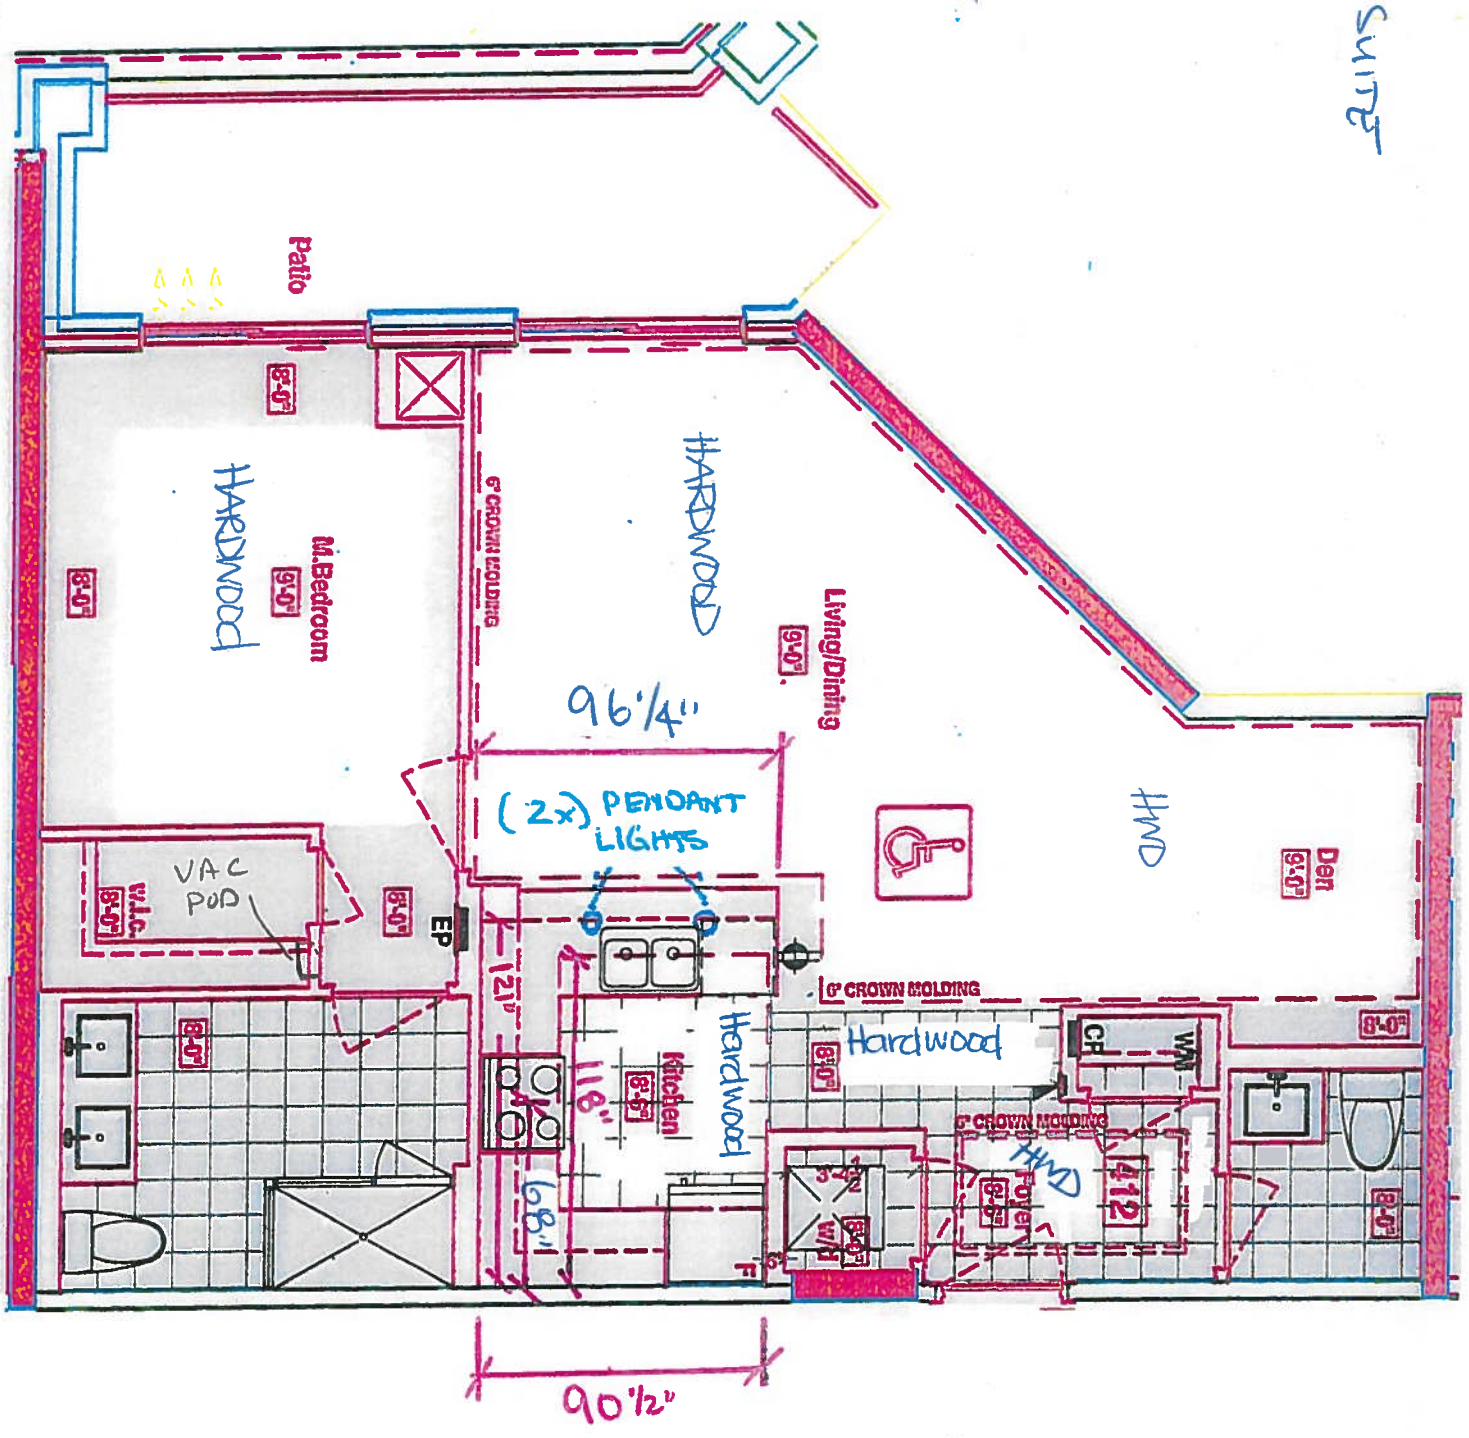 SUITE
Patio
8'-0"
HARDWOOD
M.Bedroom
9'-0"
8'-0"
6" CROWN MOLDING
HARDWOOD
Living/Dining
9'-0"
96 1/4"
(2x) PENDANT
LIGHTS
HWD
Den
9'-0"
VAC
POD
W.I.C.
8'-0"
8'-0"
EP
6" CROWN MOLDING
8'-0"
8'-0"
121"
118"
68"
Kitchen
8'-6"
Hardwood
Hardwood
8'-0"
CP
W/M
6" CROWN MOLDING
HWD
Foyer
8'-6"
412
8'-0"
W/d
8'-0"
F
90 1/2"